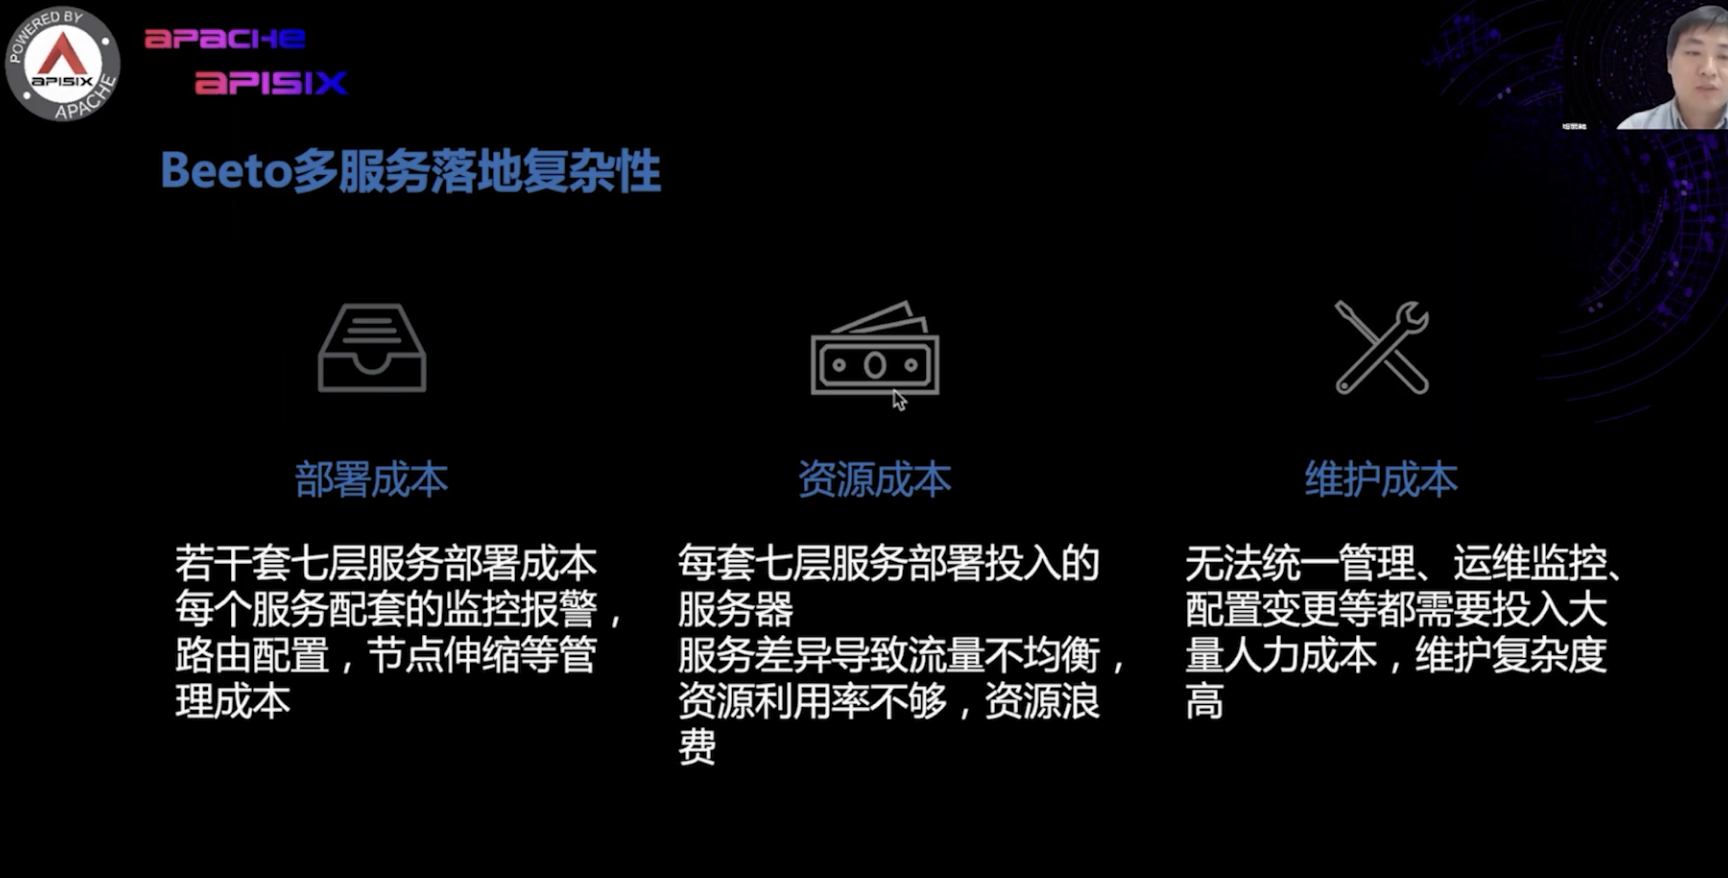 POWERED BY
APISIX
APACHE
APACHE
APISIX
Beeto多服务落地复杂性
部署成本
若干套七层服务部署成本
每个服务配套的监控报警，
路由配置，节点伸缩等管
理成本
资源成本
每套七层服务部署投入的
服务器
服务差异导致流量不均衡，
资源利用率不够，资源浪
费
维护成本
无法统一管理、运维监控、
配置变更等都需要投入大
量人力成本，维护复杂度
高